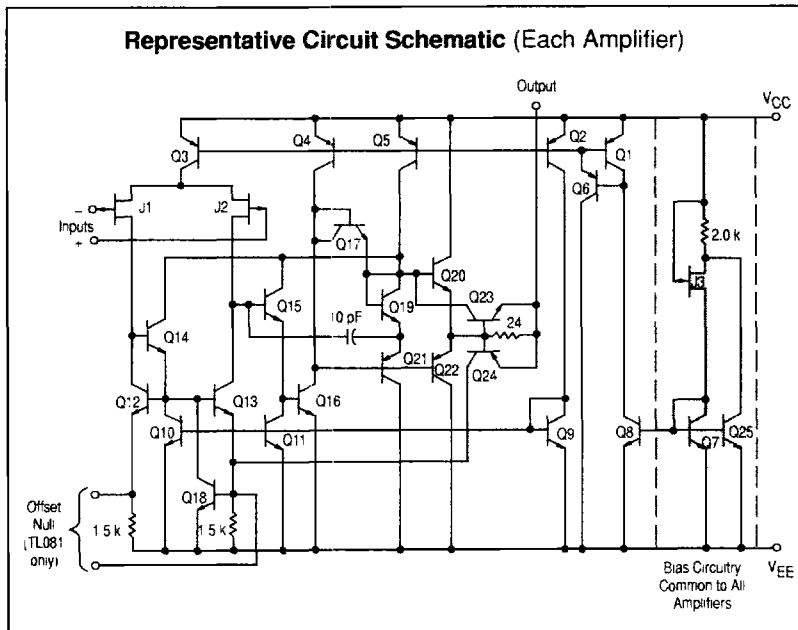 Representative Circuit Schematic (Each Amplifier)
Output
VCC
Q3
Q4
Q5
Q2
Q1
Q6
J1
J2
−
Inputs
+
2.0 k
J3
Q17
Q20
Q23
Q15
Q19
24
10 pF
Q14
Q21
Q22
Q24
Q12
Q13
Q16
Q10
Q11
Q9
Q8
Q7
Q25
Q18
Offset
Null
(TL081
only)
1 5 k
1 5 k
Bias Circuitry
Common to All
Amplifiers
VEE